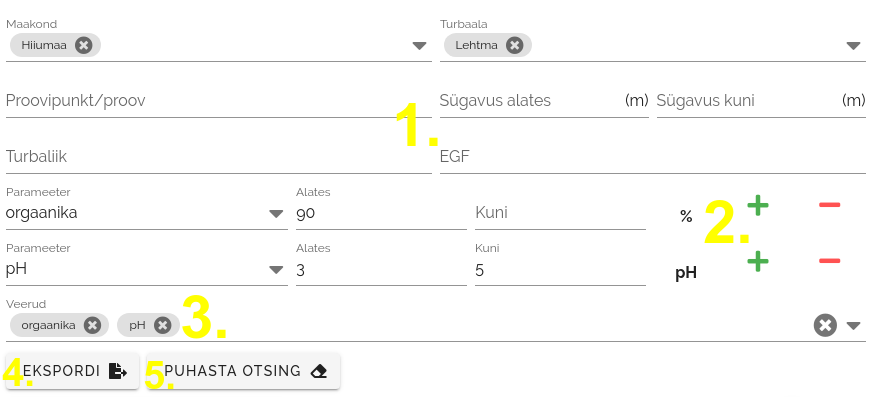 Maakond Turbaala
Hiiumaa Lehtma
Proovipunkt/proov Sügavus alates (m) Sügavus kuni (m)
1.
Turbaliik EGF
Parameeter Alates
orgaanika 90 Kuni % 2.
Parameeter Alates Kuni
pH 3 5 pH
Veerud
orgaanika pH 3.
4. EKSPORDI 5. PUHASTA OTSING